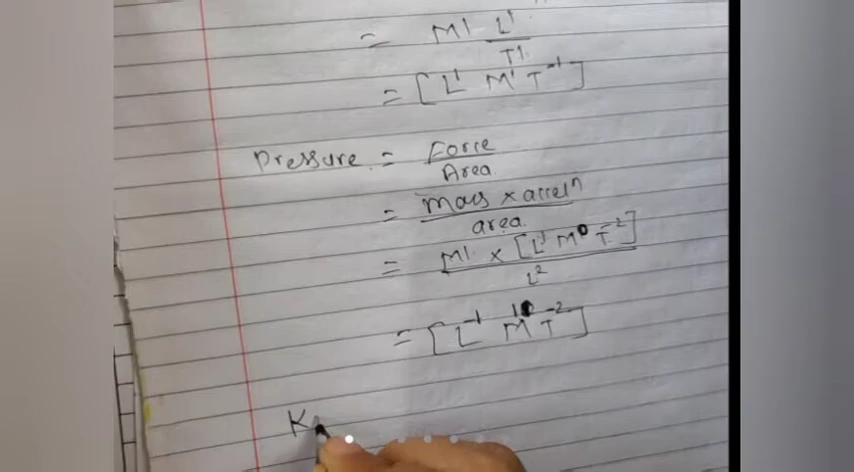 = M¹ L¹/T¹
= [L¹ M¹ T⁻¹]
Pressure = Force/Area
= mass x accelⁿ/area
= M¹ x [L¹ M⁰ T⁻²]/L²
= [L⁻¹ M¹ T⁻²]
K